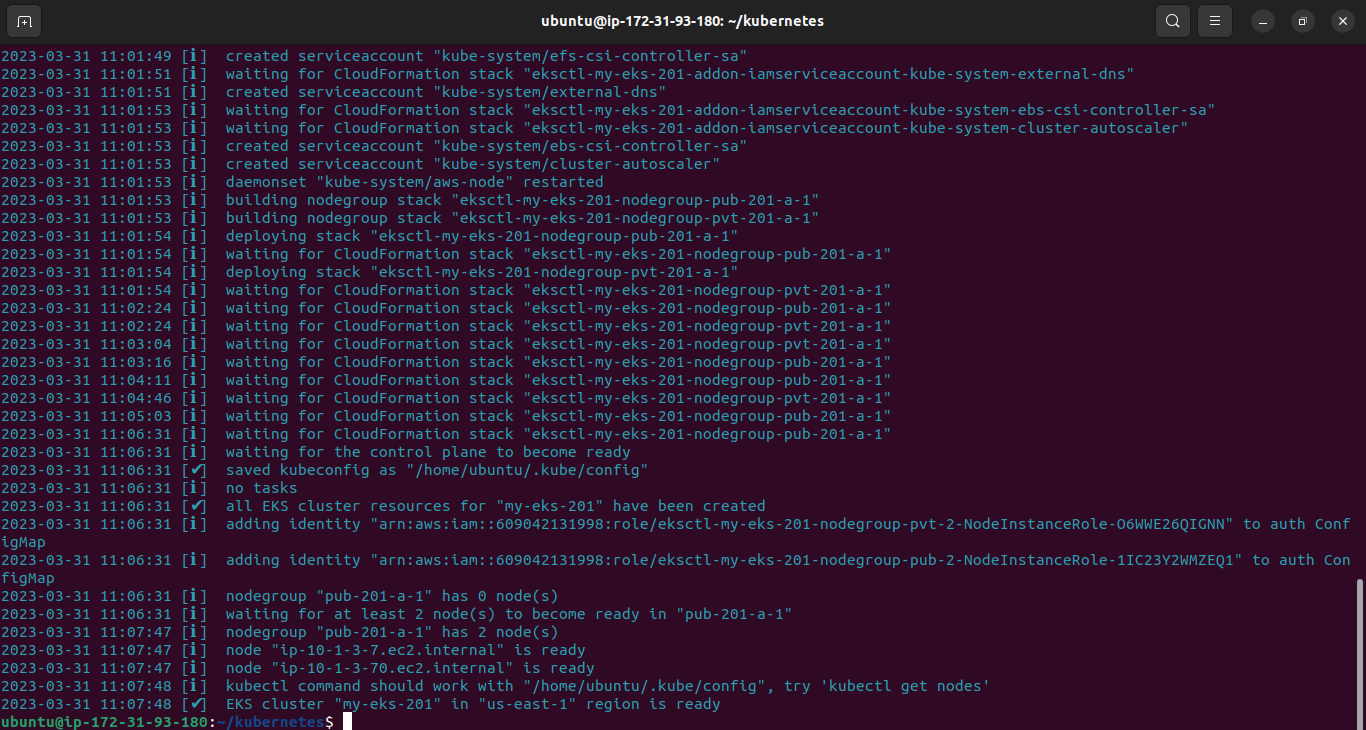 ubuntu@ip-172-31-93-180: ~/kubernetes
2023-03-31 11:01:49 [ℹ]  created serviceaccount "kube-system/efs-csi-controller-sa"
2023-03-31 11:01:51 [ℹ]  waiting for CloudFormation stack "eksctl-my-eks-201-addon-iamserviceaccount-kube-system-external-dns"
2023-03-31 11:01:51 [ℹ]  created serviceaccount "kube-system/external-dns"
2023-03-31 11:01:53 [ℹ]  waiting for CloudFormation stack "eksctl-my-eks-201-addon-iamserviceaccount-kube-system-ebs-csi-controller-sa"
2023-03-31 11:01:53 [ℹ]  waiting for CloudFormation stack "eksctl-my-eks-201-addon-iamserviceaccount-kube-system-cluster-autoscaler"
2023-03-31 11:01:53 [ℹ]  created serviceaccount "kube-system/ebs-csi-controller-sa"
2023-03-31 11:01:53 [ℹ]  created serviceaccount "kube-system/cluster-autoscaler"
2023-03-31 11:01:53 [ℹ]  daemonset "kube-system/aws-node" restarted
2023-03-31 11:01:53 [ℹ]  building nodegroup stack "eksctl-my-eks-201-nodegroup-pub-201-a-1"
2023-03-31 11:01:53 [ℹ]  building nodegroup stack "eksctl-my-eks-201-nodegroup-pvt-201-a-1"
2023-03-31 11:01:54 [ℹ]  deploying stack "eksctl-my-eks-201-nodegroup-pub-201-a-1"
2023-03-31 11:01:54 [ℹ]  waiting for CloudFormation stack "eksctl-my-eks-201-nodegroup-pub-201-a-1"
2023-03-31 11:01:54 [ℹ]  deploying stack "eksctl-my-eks-201-nodegroup-pvt-201-a-1"
2023-03-31 11:01:54 [ℹ]  waiting for CloudFormation stack "eksctl-my-eks-201-nodegroup-pvt-201-a-1"
2023-03-31 11:02:24 [ℹ]  waiting for CloudFormation stack "eksctl-my-eks-201-nodegroup-pub-201-a-1"
2023-03-31 11:02:24 [ℹ]  waiting for CloudFormation stack "eksctl-my-eks-201-nodegroup-pvt-201-a-1"
2023-03-31 11:03:04 [ℹ]  waiting for CloudFormation stack "eksctl-my-eks-201-nodegroup-pvt-201-a-1"
2023-03-31 11:03:16 [ℹ]  waiting for CloudFormation stack "eksctl-my-eks-201-nodegroup-pub-201-a-1"
2023-03-31 11:04:11 [ℹ]  waiting for CloudFormation stack "eksctl-my-eks-201-nodegroup-pub-201-a-1"
2023-03-31 11:04:46 [ℹ]  waiting for CloudFormation stack "eksctl-my-eks-201-nodegroup-pvt-201-a-1"
2023-03-31 11:05:03 [ℹ]  waiting for CloudFormation stack "eksctl-my-eks-201-nodegroup-pub-201-a-1"
2023-03-31 11:06:31 [ℹ]  waiting for CloudFormation stack "eksctl-my-eks-201-nodegroup-pub-201-a-1"
2023-03-31 11:06:31 [ℹ]  waiting for the control plane to become ready
2023-03-31 11:06:31 [✔]  saved kubeconfig as "/home/ubuntu/.kube/config"
2023-03-31 11:06:31 [ℹ]  no tasks
2023-03-31 11:06:31 [✔]  all EKS cluster resources for "my-eks-201" have been created
2023-03-31 11:06:31 [ℹ]  adding identity "arn:aws:iam::609042131998:role/eksctl-my-eks-201-nodegroup-pvt-2-NodeInstanceRole-O6WWE26QIGNN" to auth Conf
igMap
2023-03-31 11:06:31 [ℹ]  adding identity "arn:aws:iam::609042131998:role/eksctl-my-eks-201-nodegroup-pub-2-NodeInstanceRole-1IC23Y2WMZEQ1" to auth Con
figMap
2023-03-31 11:06:31 [ℹ]  nodegroup "pub-201-a-1" has 0 node(s)
2023-03-31 11:06:31 [ℹ]  waiting for at least 2 node(s) to become ready in "pub-201-a-1"
2023-03-31 11:07:47 [ℹ]  nodegroup "pub-201-a-1" has 2 node(s)
2023-03-31 11:07:47 [ℹ]  node "ip-10-1-3-7.ec2.internal" is ready
2023-03-31 11:07:47 [ℹ]  node "ip-10-1-3-70.ec2.internal" is ready
2023-03-31 11:07:48 [ℹ]  kubectl command should work with "/home/ubuntu/.kube/config", try 'kubectl get nodes'
2023-03-31 11:07:48 [✔]  EKS cluster "my-eks-201" in "us-east-1" region is ready
ubuntu@ip-172-31-93-180:~/kubernetes$